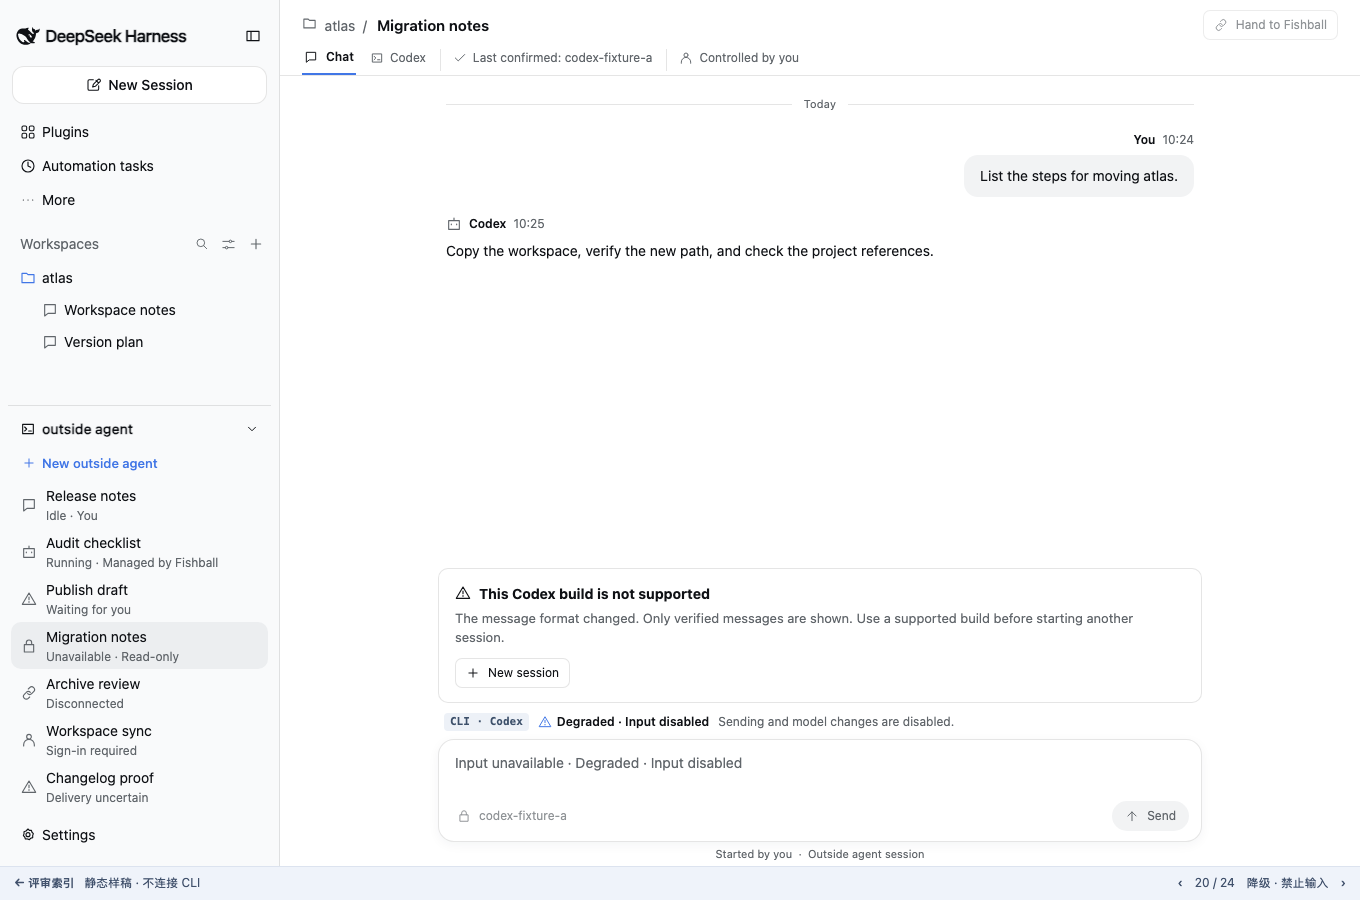 DeepSeek Harness
New Session
Plugins
Automation tasks
More
Workspaces
atlas
Workspace notes
Version plan
outside agent
New outside agent
Release notes
Idle · You
Audit checklist
Running · Managed by Fishball
Publish draft
Waiting for you
Migration notes
Unavailable · Read-only
Archive review
Disconnected
Workspace sync
Sign-in required
Changelog proof
Delivery uncertain
Settings
atlas / Migration notes
Hand to Fishball
Chat
Codex
Last confirmed: codex-fixture-a
Controlled by you
Today
You 10:24
List the steps for moving atlas.
Codex 10:25
Copy the workspace, verify the new path, and check the project references.
This Codex build is not supported
The message format changed. Only verified messages are shown. Use a supported build before starting another
session.
New session
CLI · Codex
Degraded · Input disabled
Sending and model changes are disabled.
Input unavailable · Degraded · Input disabled
codex-fixture-a
Send
Started by you · Outside agent session
← 评审索引
静态样稿 · 不连接 CLI
‹ 20 / 24 降级 · 禁止输入 ›